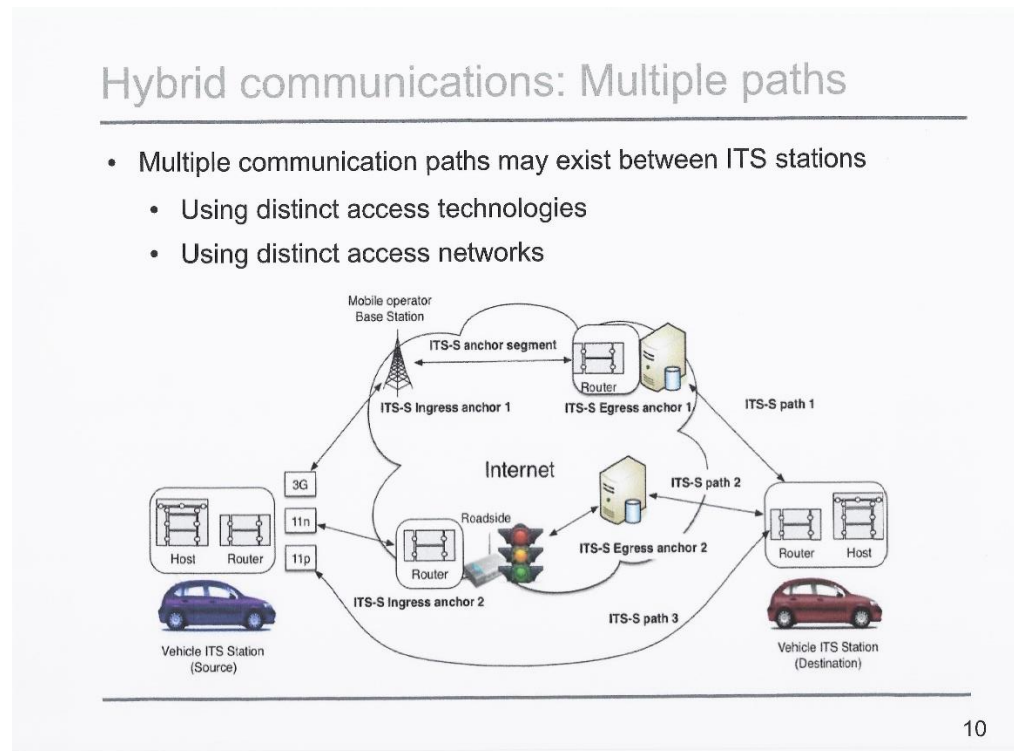 Hybrid communications: Multiple paths
• Multiple communication paths may exist between ITS stations
• Using distinct access technologies
• Using distinct access networks
Mobile operator
Base Station
ITS-S anchor segment
Router
ITS-S Ingress anchor 1
ITS-S Egress anchor 1
ITS-S path 1
Internet
3G
11n
11p
Host
Router
Roadside
Router
ITS-S Ingress anchor 2
ITS-S Egress anchor 2
ITS-S path 2
ITS-S path 3
Router
Host
Vehicle ITS Station
(Source)
Vehicle ITS Station
(Destination)
10